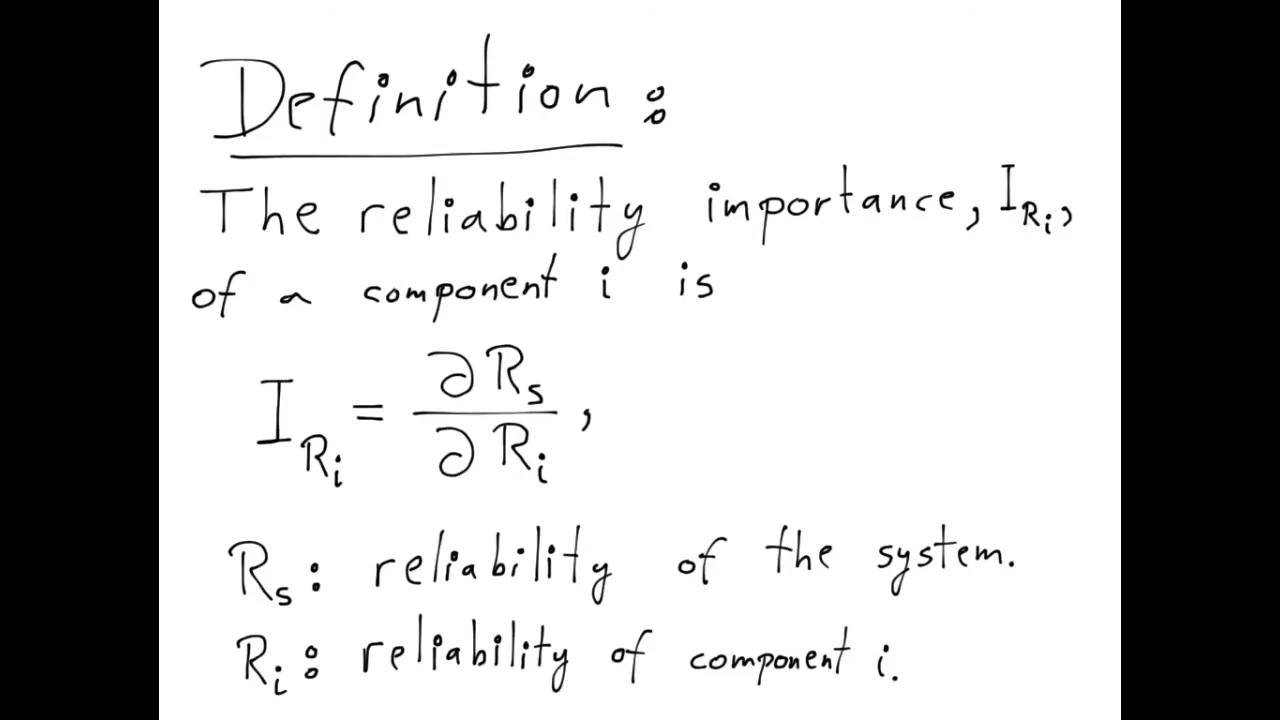 Definition:
The reliability importance, I_{R_i},
of a component i is
I_{R_i} = ∂R_s / ∂R_i ,
R_s: reliability of the system.
R_i: reliability of component i.